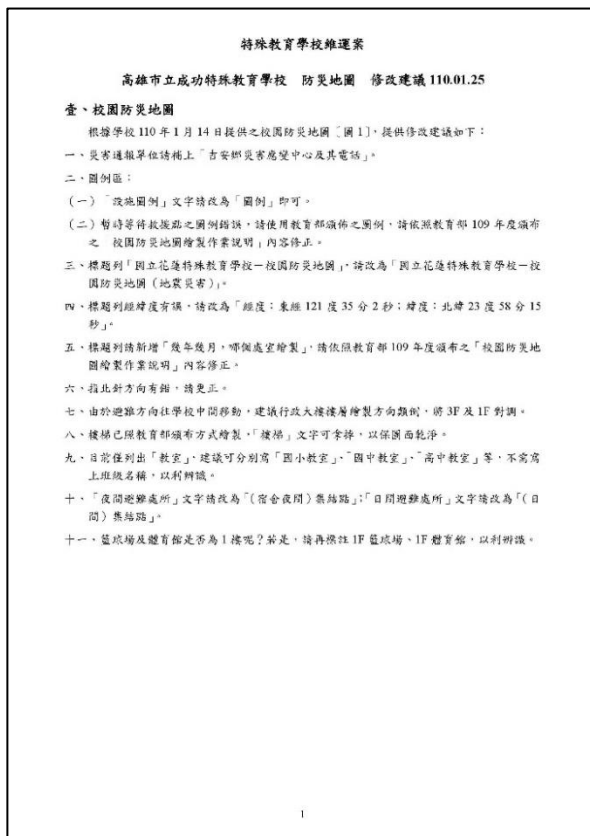 特殊教育學校維運案
高雄市立成功特殊教育學校 防災地圖 修改建議 110.01.25
壹、校園防災地圖
根據學校 110 年 1 月 14 日提供之校園防災地圖［圖 1］，提供修改建議如下：
一、災害通報單位請補上「吉安鄉災害應變中心及其電話」。
二、圖例區：
（一）「設施圖例」文字請改為「圖例」即可。
（二）暫時等待救援點之圖例錯誤，請使用教育部頒佈之圖例，請依照教育部 109 年度頒布
之 校園防災地圖繪製作業說明」內容修正。
三、標題列「國立花蓮特殊教育學校－校園防災地圖」，請改為「國立花蓮特殊教育學校－校
園防災地圖（地震災害）」。
四、標題列經緯度有誤，請改為「經度：東經 121 度 35 分 2 秒；緯度：北緯 23 度 58 分 15
秒」。
五、標題列請新增「幾年幾月，哪個處室繪製」，請依照教育部 109 年度頒布之「校園防災地
圖繪製作業說明」內容修正。
六、指北針方向有錯，請更正。
七、由於避難方向往學校中間移動，建議行政大樓樓層繪製方向顛倒，將 3F 及 1F 對調。
八、樓梯已照教育部頒布方式繪製，「樓梯」文字可拿掉，以保圖面乾淨。
九、目前僅列出「教室」，建議可分別寫「國小教室」、「國中教室」、「高中教室」等，不需寫
上班級名稱，以利辨識。
十、「夜間避難處所」文字請改為「(宿舍夜間）集結點」；「日間避難處所」文字請改為「(日
間）集結點」。
十一、籃球場及體育館是否為 1 樓呢？若是，請再標註 1F 籃球場、1F 體育館，以利辨識。
1